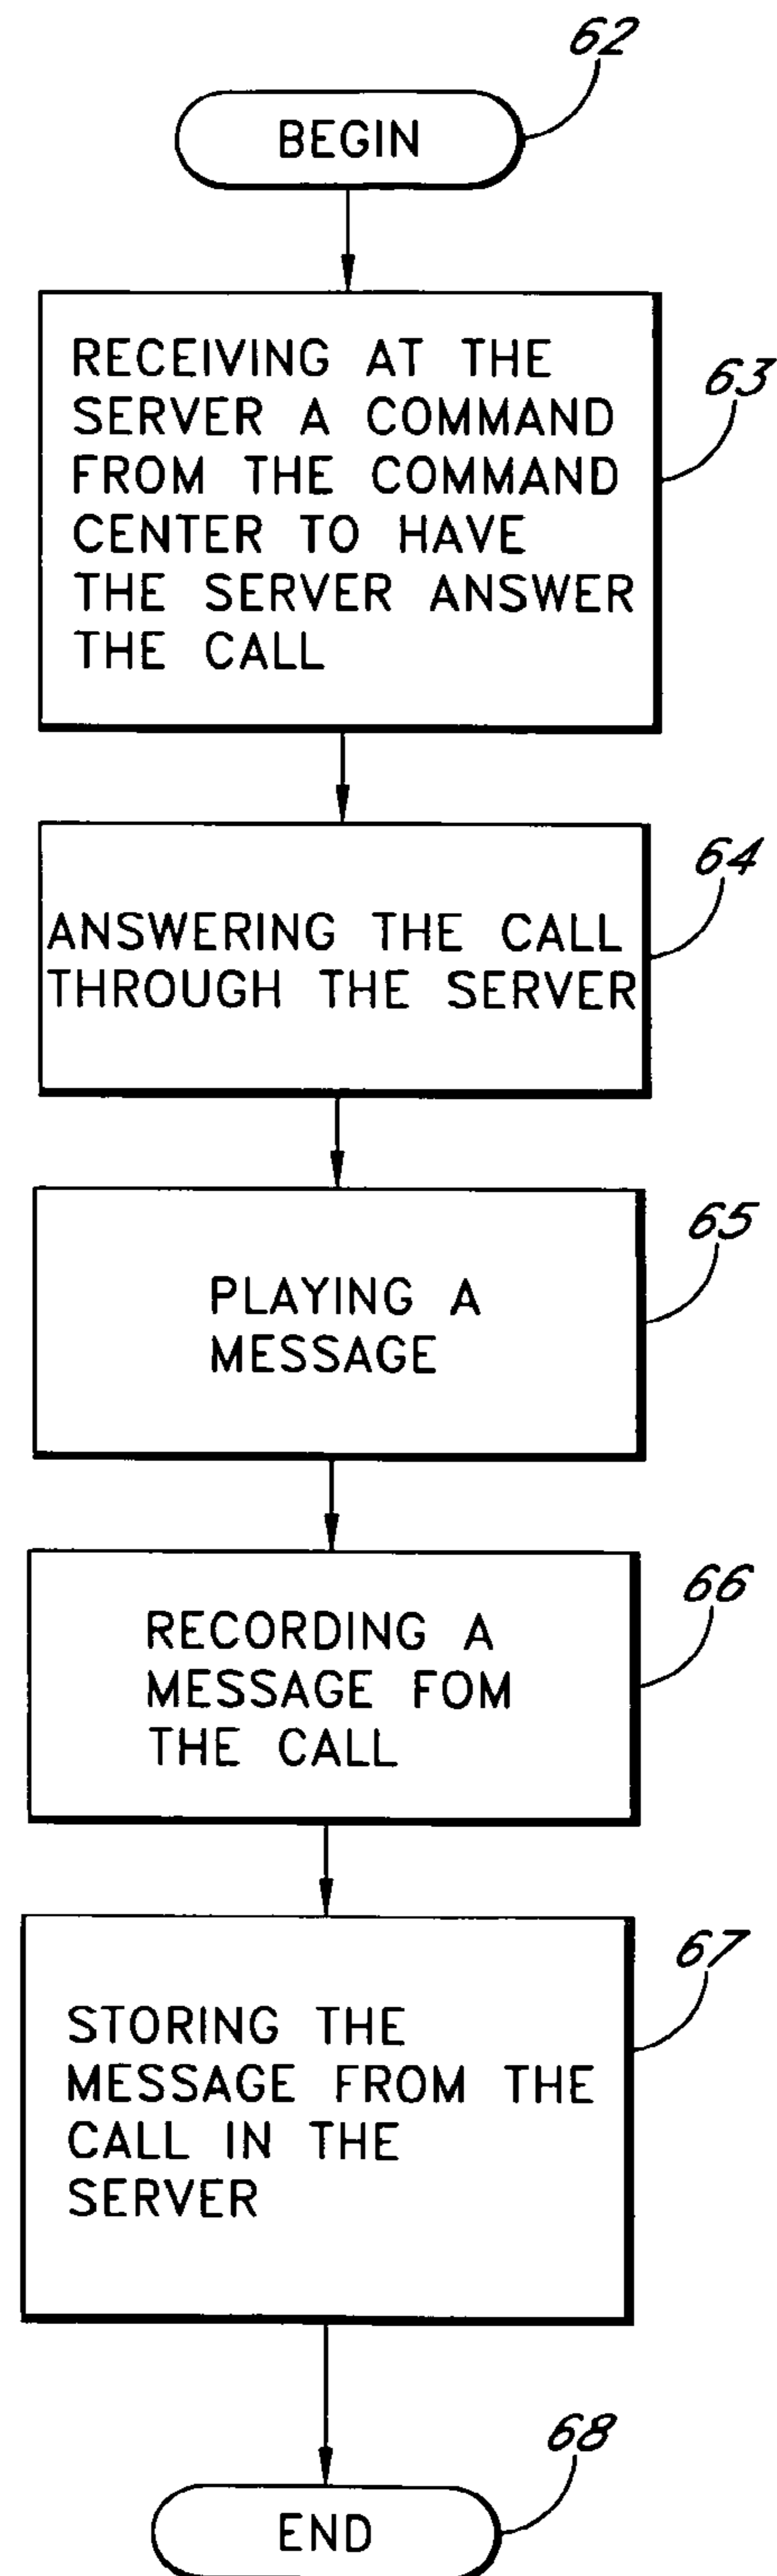 62
BEGIN
RECEIVING AT THE
SERVER A COMMAND
FROM THE COMMAND
CENTER TO HAVE
THE SERVER ANSWER
THE CALL
63
ANSWERING THE CALL
THROUGH THE SERVER
64
PLAYING A
MESSAGE
65
RECORDING A
MESSAGE FOM
THE CALL
66
STORING THE
MESSAGE FROM THE
CALL IN THE
SERVER
67
END
68